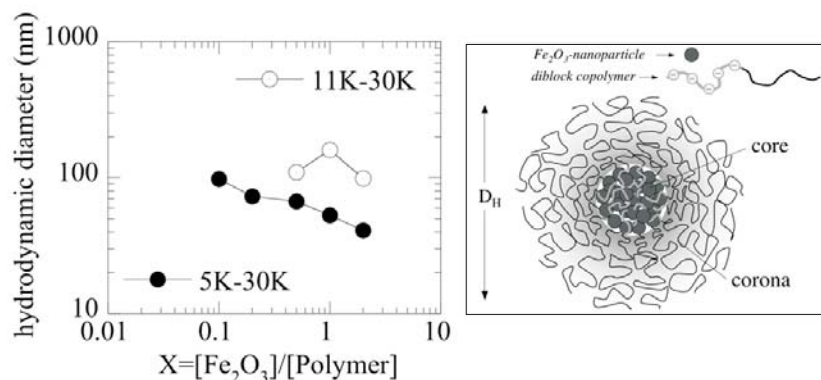 hydrodynamic diameter (nm)
1000
100
10
0.01
0.1
1
10
X=[Fe₂O₃]/[Polymer]
11K-30K
5K-30K
Fe₂O₃-nanoparticle
diblock copolymer
core
D_H
corona